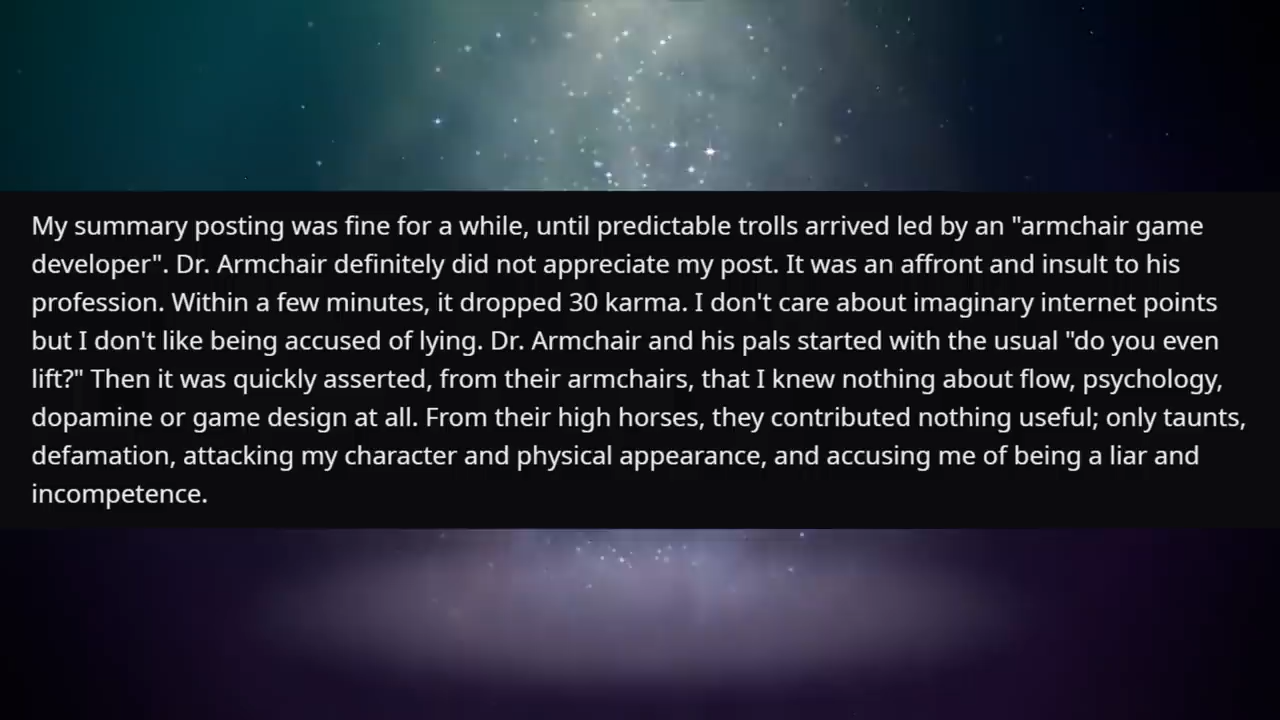 My summary posting was fine for a while, until predictable trolls arrived led by an "armchair game
developer". Dr. Armchair definitely did not appreciate my post. It was an affront and insult to his
profession. Within a few minutes, it dropped 30 karma. I don't care about imaginary internet points
but I don't like being accused of lying. Dr. Armchair and his pals started with the usual "do you even
lift?" Then it was quickly asserted, from their armchairs, that I knew nothing about flow, psychology,
dopamine or game design at all. From their high horses, they contributed nothing useful; only taunts,
defamation, attacking my character and physical appearance, and accusing me of being a liar and
incompetence.